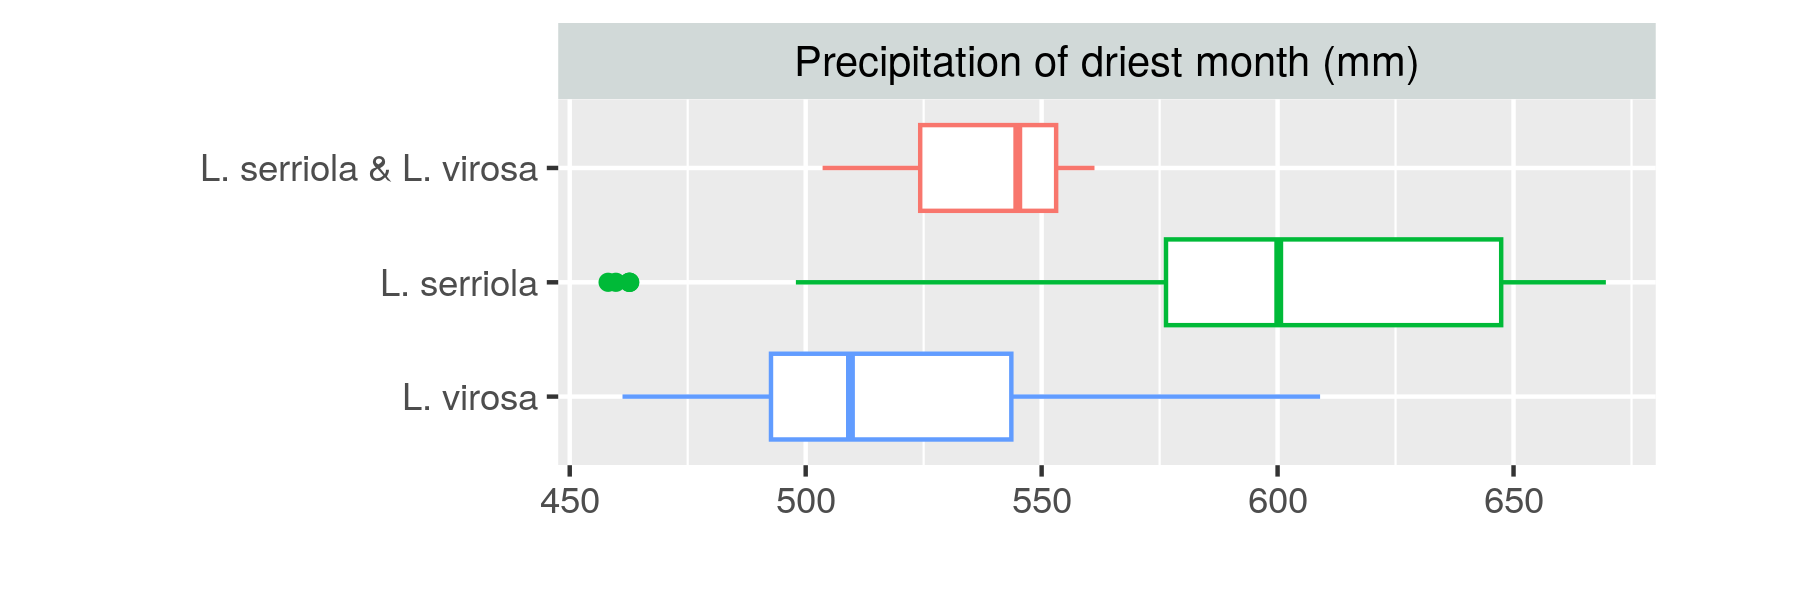 Precipitation of driest month (mm)
L. serriola & L. virosa
L. serriola
L. virosa
450 500 550 600 650